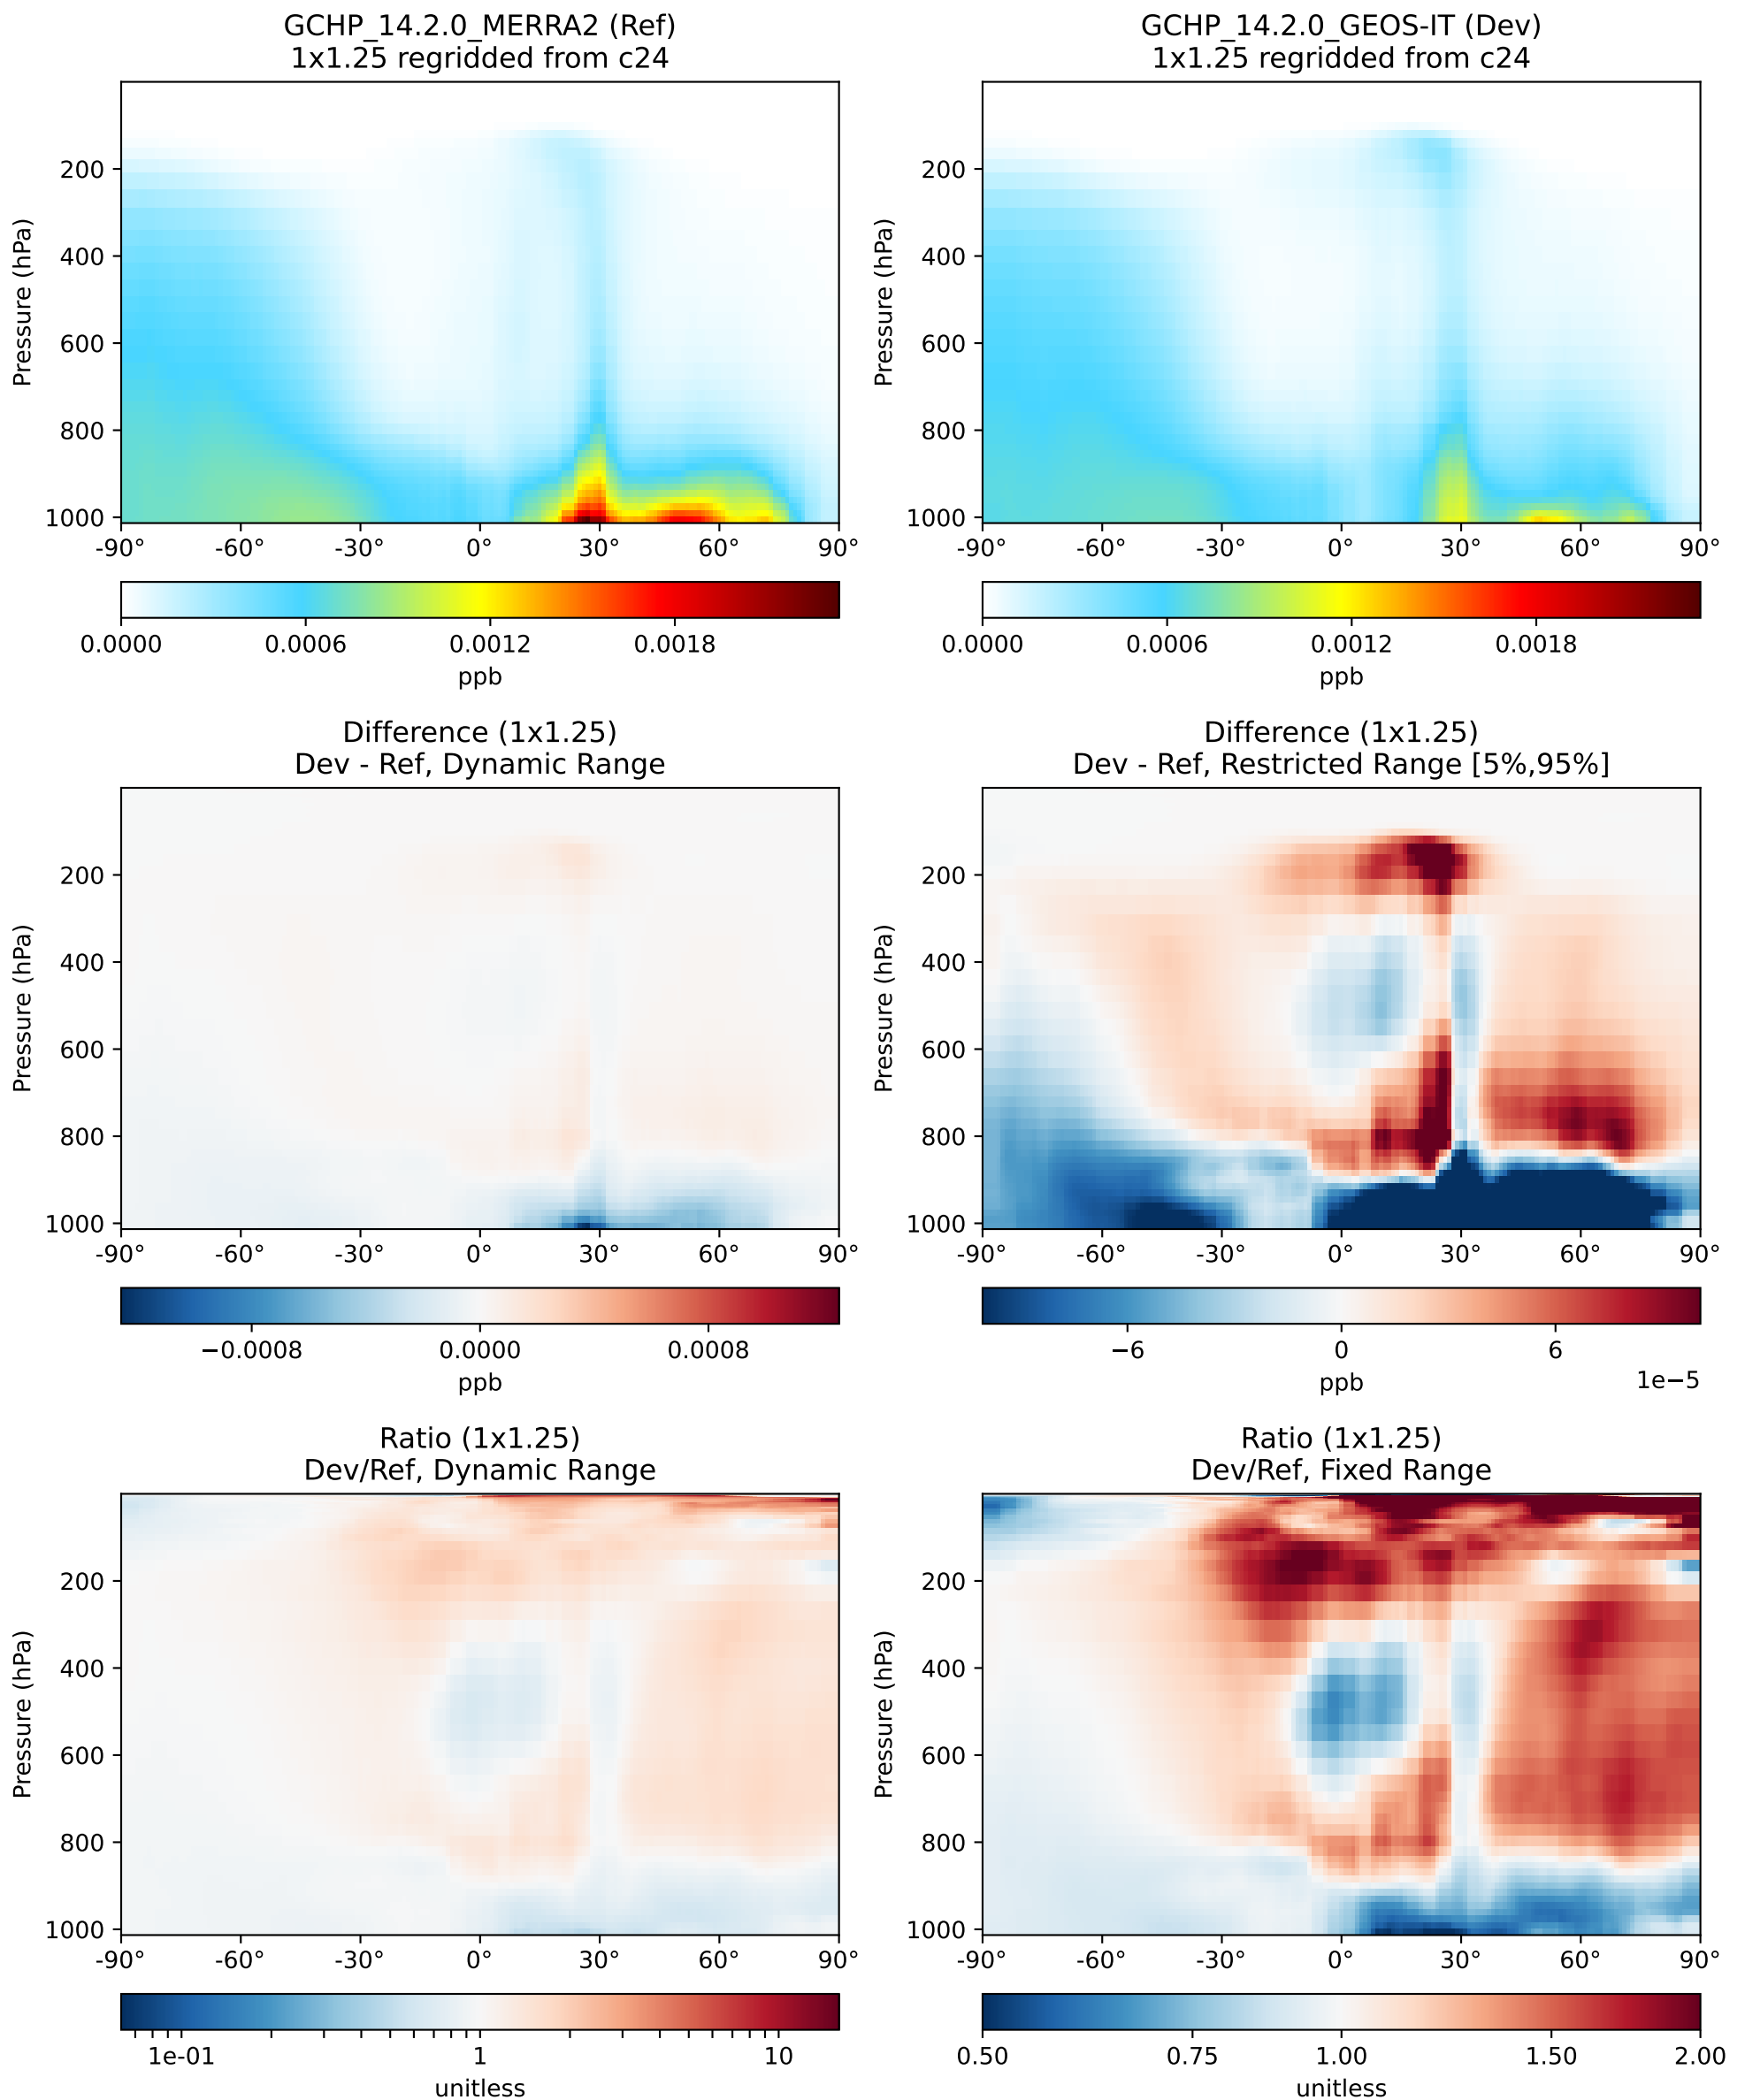 GCHP_14.2.0_MERRA2 (Ref)
1x1.25 regridded from c24
Pressure (hPa)
200
400
600
800
1000
-90° -60° -30° 0° 30° 60° 90°
0.0000 0.0006 0.0012 0.0018
ppb
GCHP_14.2.0_GEOS-IT (Dev)
1x1.25 regridded from c24
Pressure (hPa)
200
400
600
800
1000
-90° -60° -30° 0° 30° 60° 90°
0.0000 0.0006 0.0012 0.0018
ppb
Difference (1x1.25)
Dev - Ref, Dynamic Range
Pressure (hPa)
200
400
600
800
1000
-90° -60° -30° 0° 30° 60° 90°
−0.0008 0.0000 0.0008
ppb
Difference (1x1.25)
Dev - Ref, Restricted Range [5%,95%]
Pressure (hPa)
200
400
600
800
1000
-90° -60° -30° 0° 30° 60° 90°
−6 0 6
ppb
1e−5
Ratio (1x1.25)
Dev/Ref, Dynamic Range
Pressure (hPa)
200
400
600
800
1000
-90° -60° -30° 0° 30° 60° 90°
1e-01 1 10
unitless
Ratio (1x1.25)
Dev/Ref, Fixed Range
Pressure (hPa)
200
400
600
800
1000
-90° -60° -30° 0° 30° 60° 90°
0.50 0.75 1.00 1.50 2.00
unitless